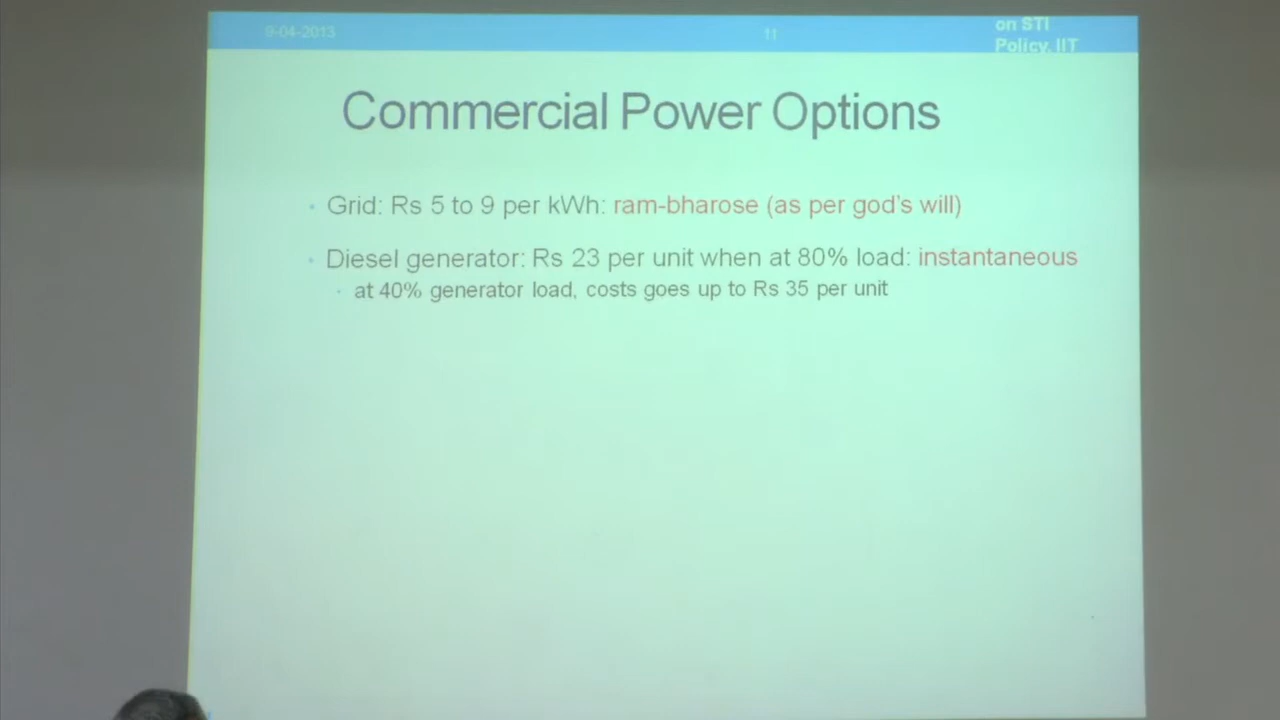 9-04-2013
11
on STI
Policy, IIT
Commercial Power Options
Grid: Rs 5 to 9 per kWh: ram-bharose (as per god's will)
Diesel generator: Rs 23 per unit when at 80% load: instantaneous
at 40% generator load, costs goes up to Rs 35 per unit